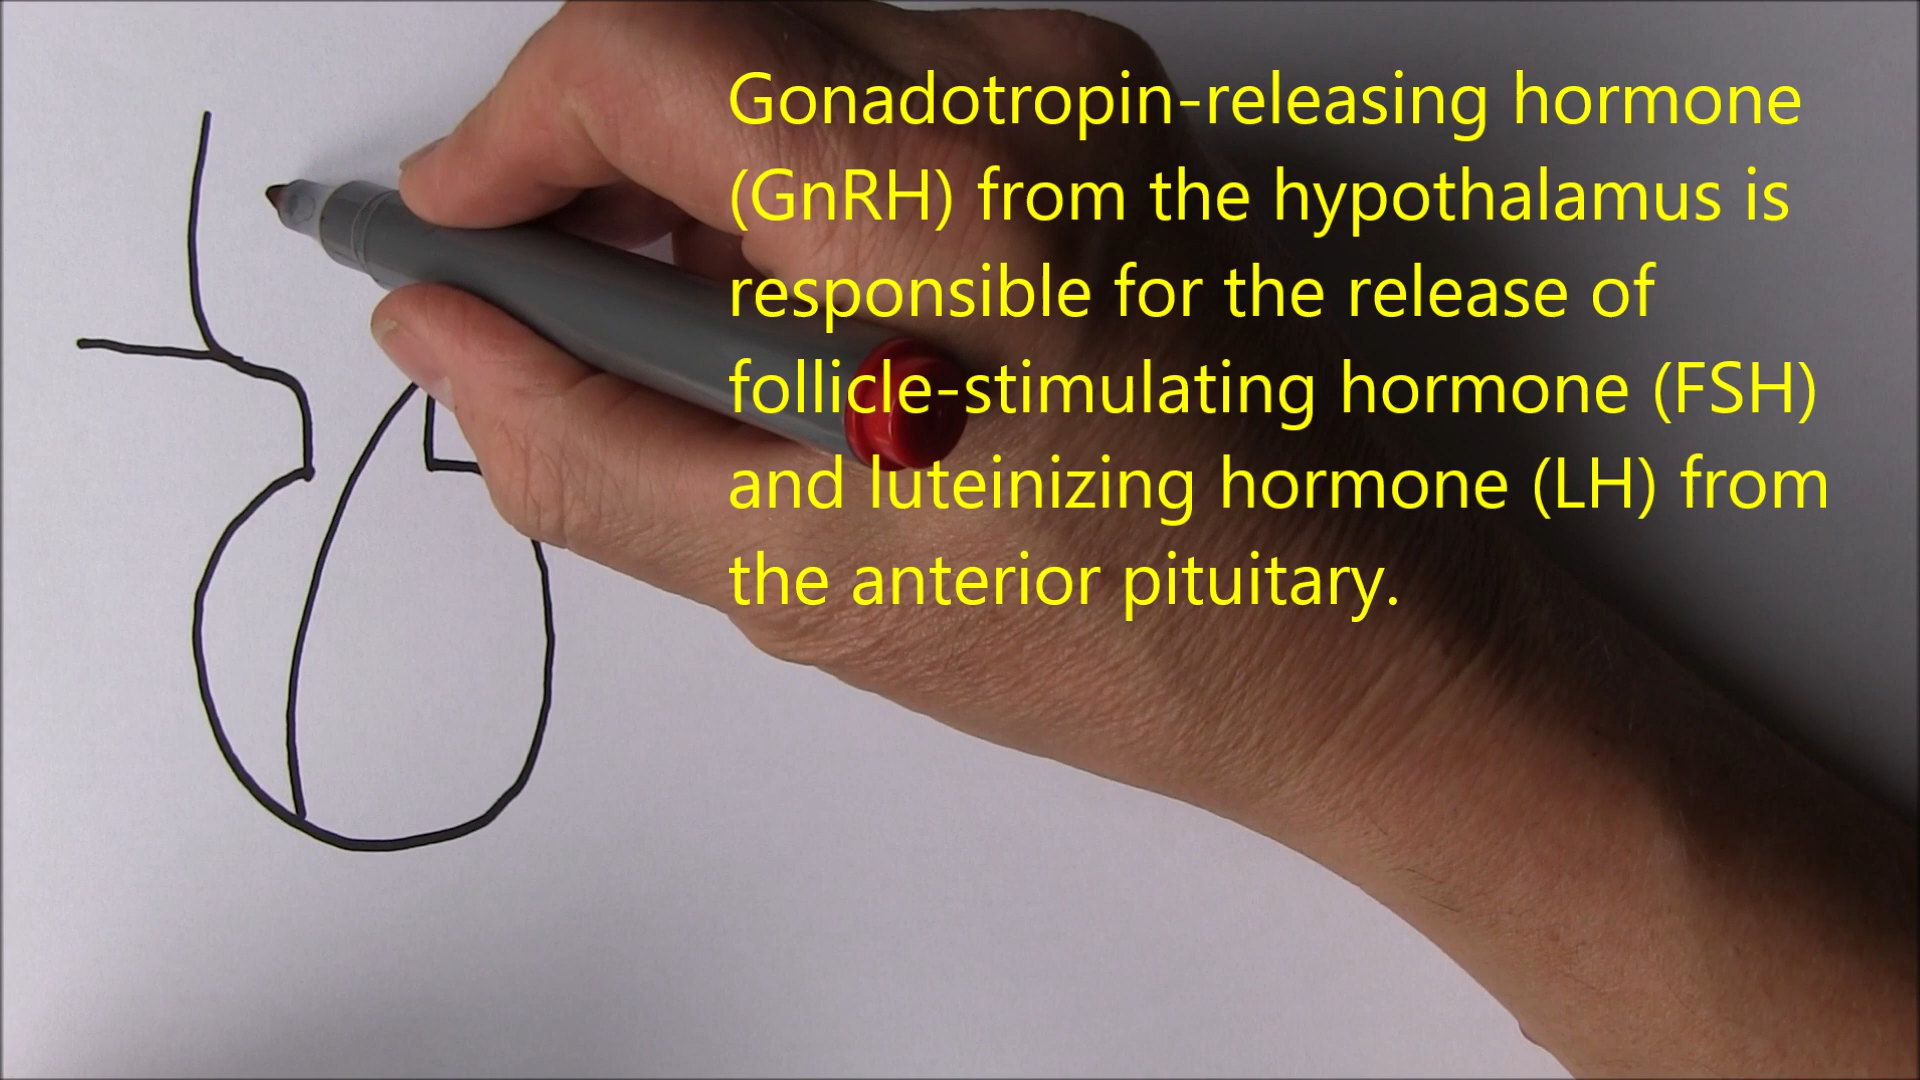 Gonadotropin-releasing hormone
(GnRH) from the hypothalamus is
responsible for the release of
follicle-stimulating hormone (FSH)
and luteinizing hormone (LH) from
the anterior pituitary.